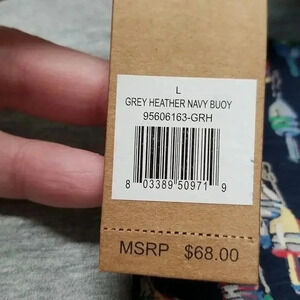 L
GREY HEATHER NAVY BUOY
95606163-GRH
8 03389 50971 9
MSRP $68.00